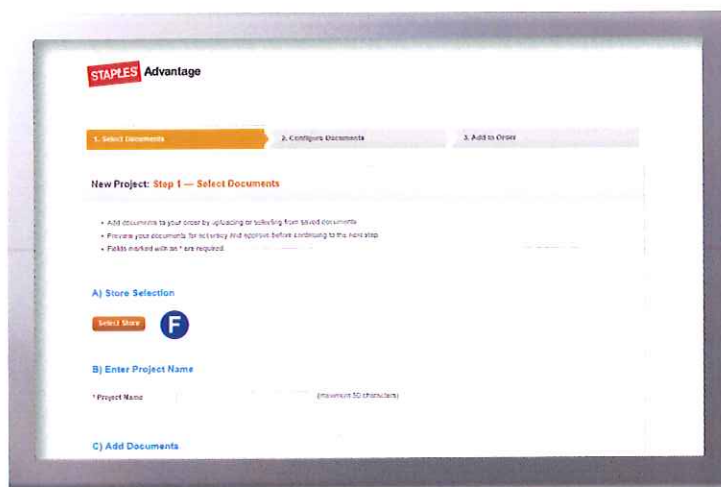 STAPLES Advantage
1. Select Documents 2. Configure Documents 3. Add to Order
New Project: Step 1 — Select Documents
• Add documents to your order by uploading or selecting from saved documents
• Preview your documents for accuracy and approve before continuing to the next step
• Fields marked with an * are required.
A) Store Selection
Select Store F
B) Enter Project Name
* Project Name (maximum 50 characters)
C) Add Documents